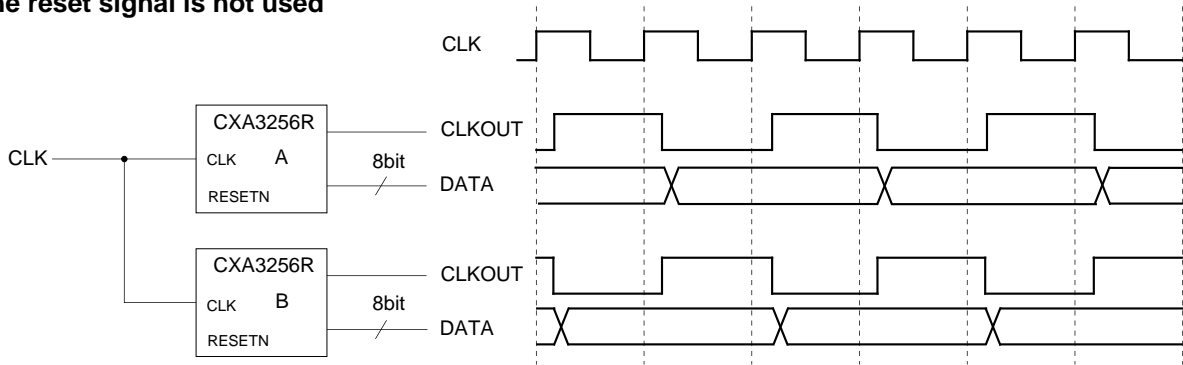 he reset signal is not used
CLK
CXA3256R
CLK A
RESETN
8bit
CLKOUT
DATA
CLK
CXA3256R
CLK B
RESETN
8bit
CLKOUT
DATA